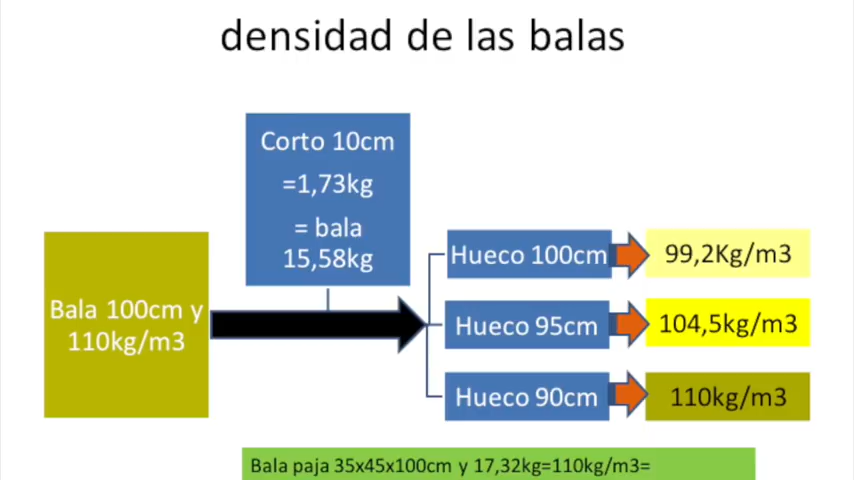 densidad de las balas
Corto 10cm
=1,73kg
= bala
15,58kg
Bala 100cm y
110kg/m3
Hueco 100cm
99,2Kg/m3
Hueco 95cm
104,5kg/m3
Hueco 90cm
110kg/m3
Bala paja 35x45x100cm y 17,32kg=110kg/m3=